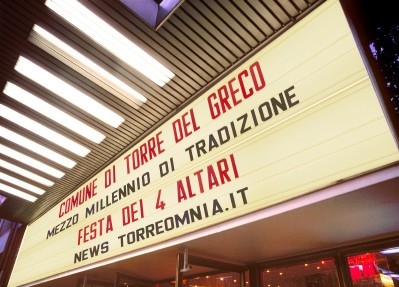 COMUNE DI TORRE DEL GRECO
MEZZO MILLENNIO DI TRADIZIONE
FESTA DEI 4 ALTARI
NEWS TORREOMNIA.IT